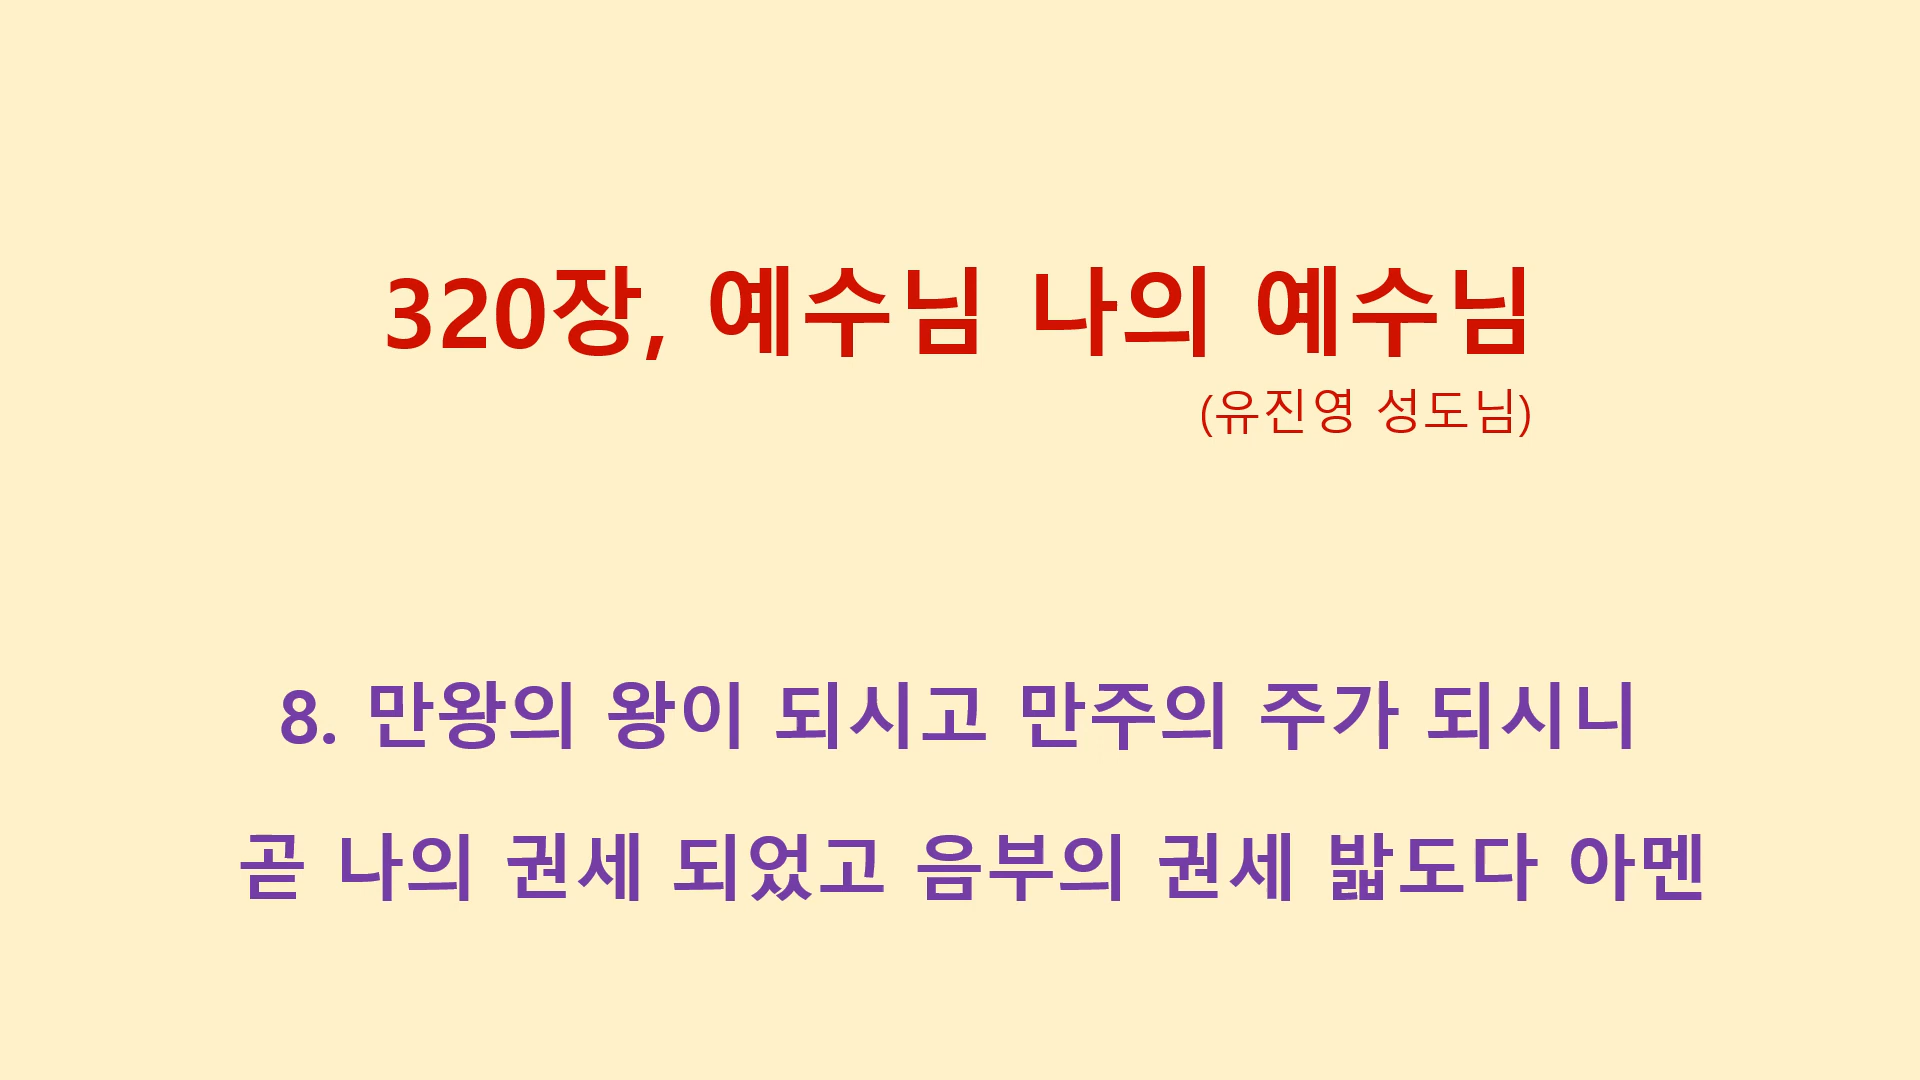 320장, 예수님 나의 예수님
(유진영 성도님)
8. 만왕의 왕이 되시고 만주의 주가 되시니
곧 나의 권세 되었고 음부의 권세 밟도다 아멘